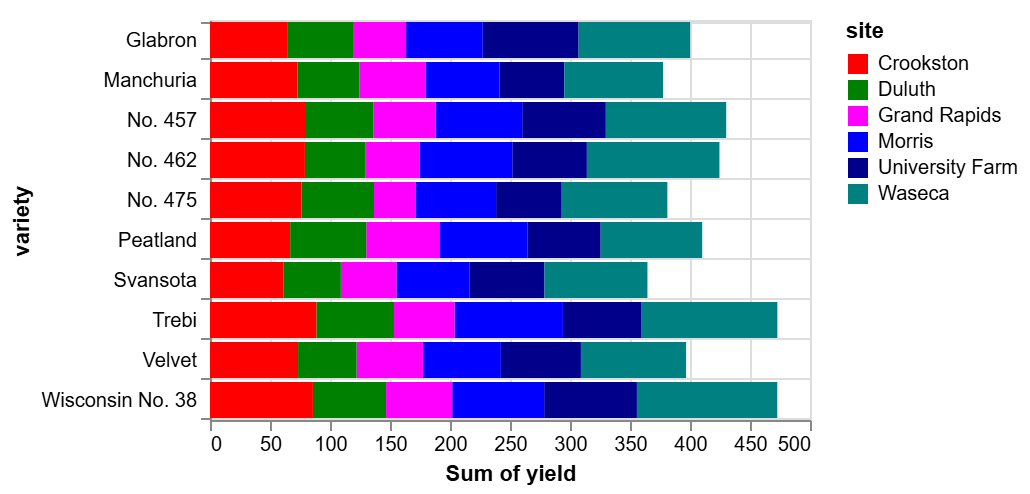 Glabron
Manchuria
No. 457
No. 462
No. 475
Peatland
Svansota
Trebi
Velvet
Wisconsin No. 38
variety
0 50 100 150 200 250 300 350 400 450 500
Sum of yield
site
Crookston
Duluth
Grand Rapids
Morris
University Farm
Waseca